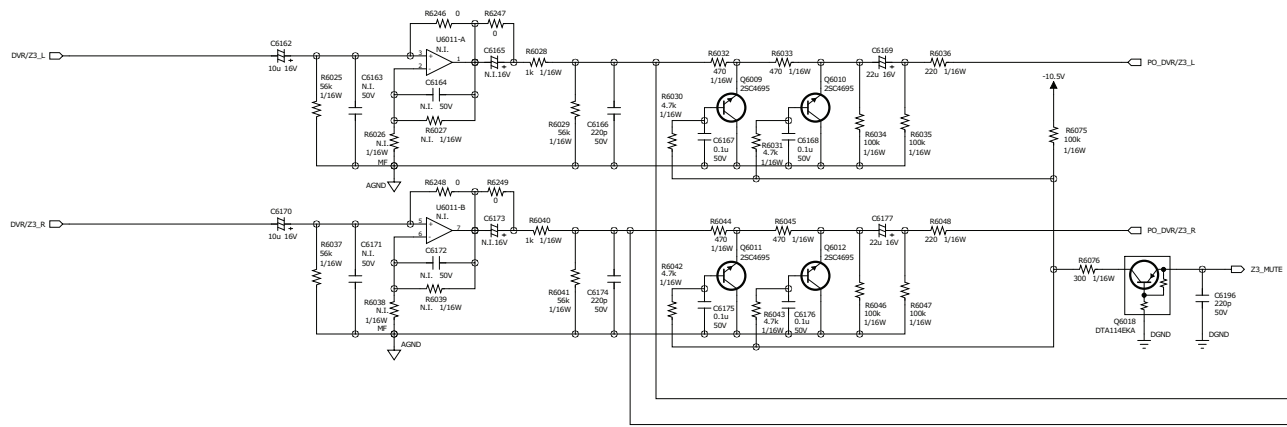 R6246 0
R6247
0
C6162
10u 16V
U6011-A
N.I.
C6165
N.I.16V
R6028
1k 1/16W
DVR/Z3_L
3
2
1
+
-
R6025
56k
1/16W
C6163
N.I.
50V
C6164
N.I. 50V
R6027
N.I. 1/16W
R6026
N.I.
1/16W
MF
AGND
R6029
56k
1/16W
C6166
220p
50V
R6032
470
1/16W
R6033
470 1/16W
C6169
22u 16V
R6036
220 1/16W
PO_DVR/Z3_L
Q6009
2SC4695
Q6010
2SC4695
R6030
4.7k
1/16W
C6167
0.1u
50V
R6031
4.7k
1/16W
C6168
0.1u
50V
R6034
100k
1/16W
R6035
100k
1/16W
-10.5V
R6075
100k
1/16W
R6248 0
R6249
0
C6170
10u 16V
U6011-B
N.I.
C6173
N.I.16V
R6040
1k 1/16W
DVR/Z3_R
5
6
7
+
-
R6037
56k
1/16W
C6171
N.I.
50V
C6172
N.I. 50V
R6039
N.I. 1/16W
R6038
N.I.
1/16W
MF
AGND
R6041
56k
1/16W
C6174
220p
50V
R6044
470
1/16W
R6045
470 1/16W
C6177
22u 16V
R6048
220 1/16W
PO_DVR/Z3_R
Q6011
2SC4695
Q6012
2SC4695
R6042
4.7k
1/16W
C6175
0.1u
50V
R6043
4.7k
1/16W
C6176
0.1u
50V
R6046
100k
1/16W
R6047
100k
1/16W
R6076
300 1/16W
Z3_MUTE
Q6018
DTA114EKA
DGND
C6196
220p
50V
DGND